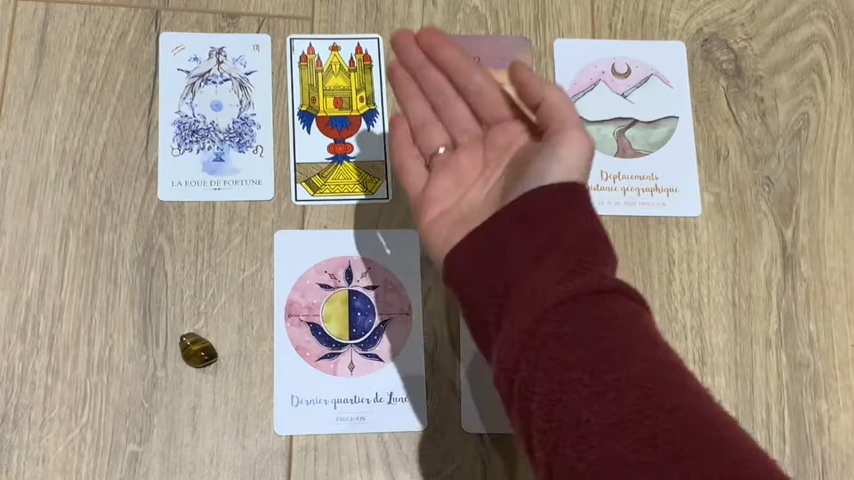 LA ROUE DE FORTUNE
Déplacements
distance géographique
Dernier quartier de Lune
PROCHAIN